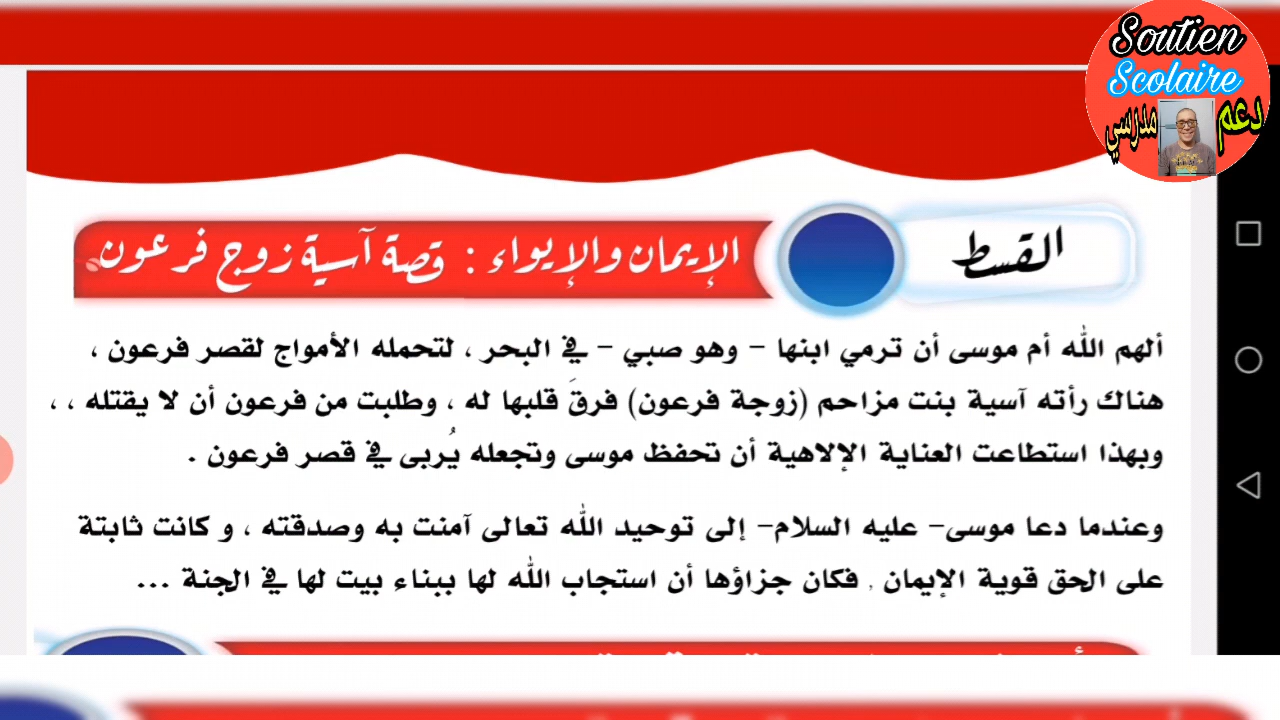 Soutien
Scolaire
دعم مدرسي
القسط
الإيمان والإيواء : قصة آسية زوج فرعون
ألهم الله أم موسى أن ترمي ابنها - وهو صبي - في البحر ، لتحمله الأمواج لقصر فرعون ،
هناك رأته آسية بنت مزاحم (زوجة فرعون) فرقَ قلبها له ، وطلبت من فرعون أن لا يقتله ، ،
وبهذا استطاعت العناية الإلاهية أن تحفظ موسى وتجعله يُربى في قصر فرعون .
وعندما دعا موسى- عليه السلام- إلى توحيد الله تعالى آمنت به وصدقته ، و كانت ثابتة
على الحق قوية الإيمان , فكان جزاؤها أن استجاب الله لها ببناء بيت لها في الجنة ...